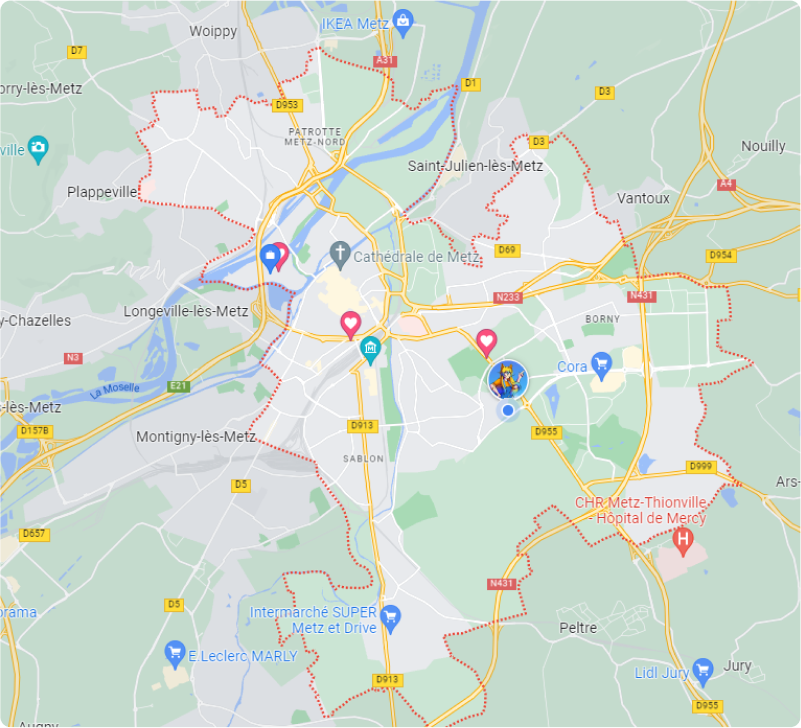 Woippy
IKEA Metz
D7
A31
orry-lès-Metz
D1
D3
D953
PATROTTE
METZ-NORD
D3
Nouilly
ville
Saint-Julien-lès-Metz
A4
Plappeville
Vantoux
D69
D954
Cathédrale de Metz
N233
N431
Longeville-lès-Metz
y-Chazelles
BORNY
N3
Cora
La Moselle
E21
-lès-Metz
D913
D157B
Montigny-lès-Metz
D955
SABLON
D999
D5
Ars-
CHR Metz-Thionville
- Hôpital de Mercy
D657
N431
D5
orama
Intermarché SUPER
Metz et Drive
Peltre
E.Leclerc MARLY
Jury
Lidl Jury
D913
D955
Augny